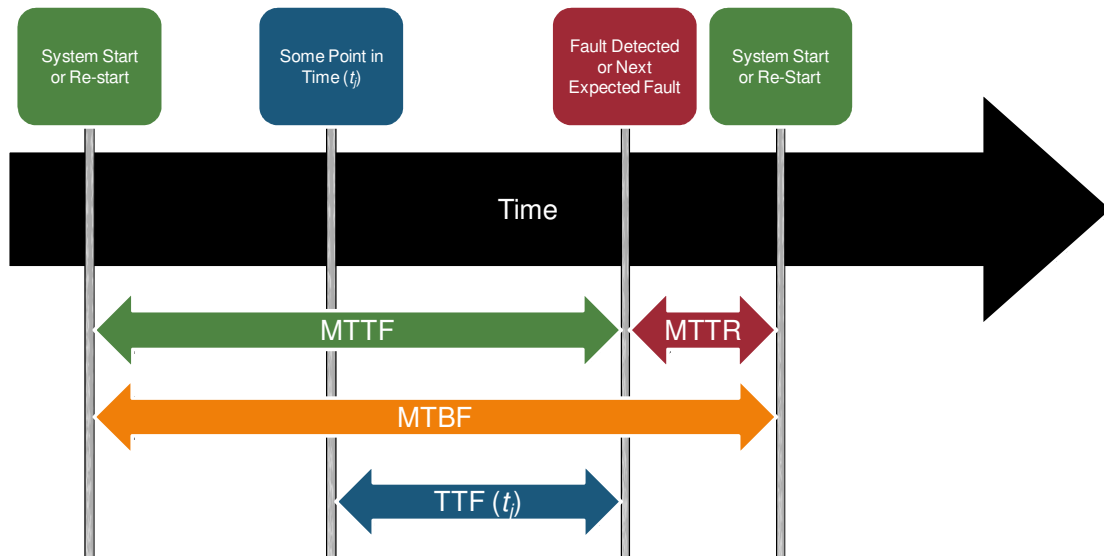 System Start
or Re-start
Some Point in
Time (tj)
Fault Detected
or Next
Expected Fault
System Start
or Re-Start
Time
MTTF
MTTR
MTBF
TTF (tj)